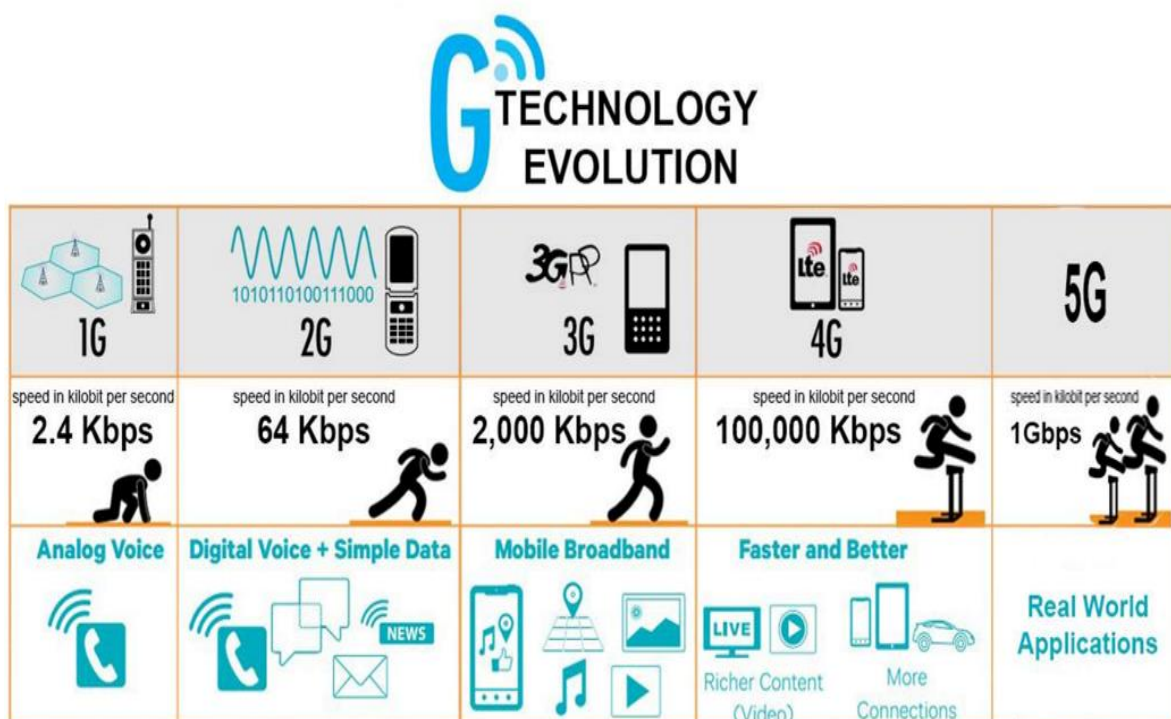 G TECHNOLOGY
EVOLUTION
1G
1010110100111000
2G
3GPP
3G
Lte
Lte
4G
5G
speed in kilobit per second
2.4 Kbps
speed in kilobit per second
64 Kbps
speed in kilobit per second
2,000 Kbps
speed in kilobit per second
100,000 Kbps
speed in kilobit per second
1Gbps
Analog Voice
Digital Voice + Simple Data
NEWS
Mobile Broadband
Faster and Better
LIVE
Richer Content
(Video)
More
Connections
Real World
Applications